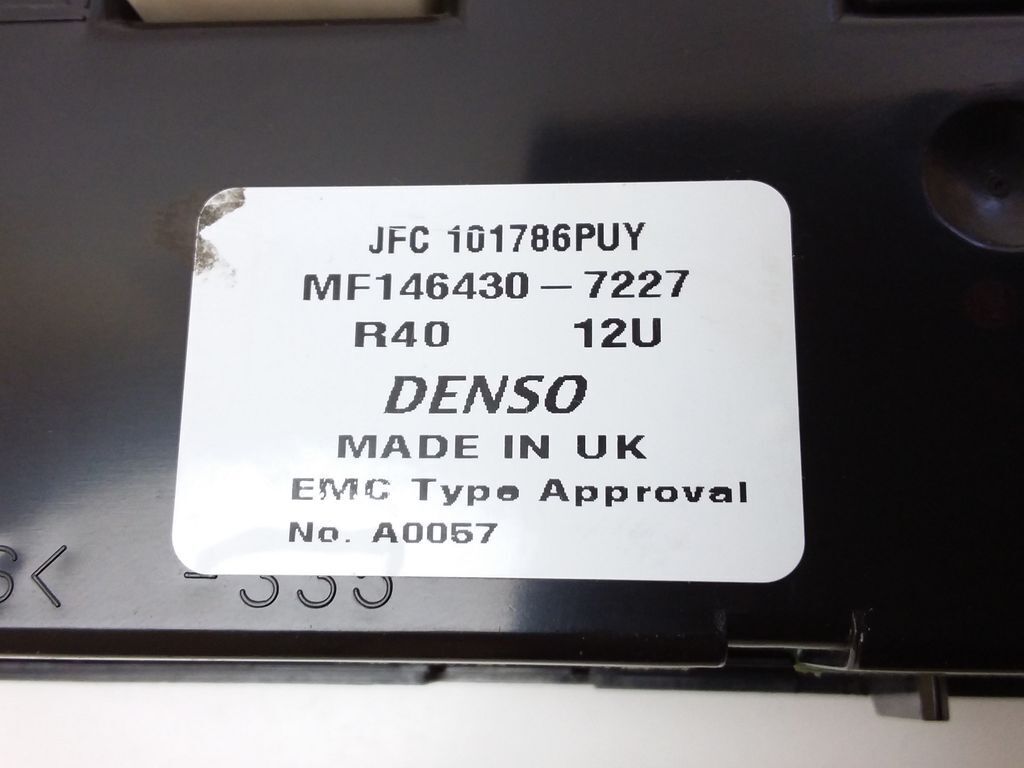 JFC 101786PUY
MF146430-7227
R40 12U
DENSO
MADE IN UK
EMC Type Approval
No. A0057